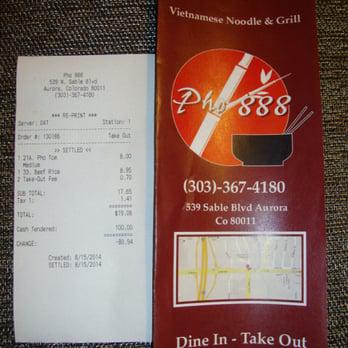 Pho 888
539 N. Sable Blvd
Aurora, Colorado 80011
(303)-367-4180
*** RE-PRINT ***
Server: DAT Station: 1
Order #: 130166 Take Out
>> SETTLED <<
1 21A. Pho Tom 8.00
Medium
1 33. Beef Rice 8.95
2 Take-Out Fee 0.70
SUB TOTAL: 17.65
Tax 1: 1.41
TOTAL: $19.06
Cash Tendered: 100.00
CHANGE: -80.94
Created: 8/15/2014
SETTLED: 8/15/2014
Vietnamese Noodle & Grill
Pho 888
(303)-367-4180
539 Sable Blvd Aurora
Co 80011
Dine In - Take Out